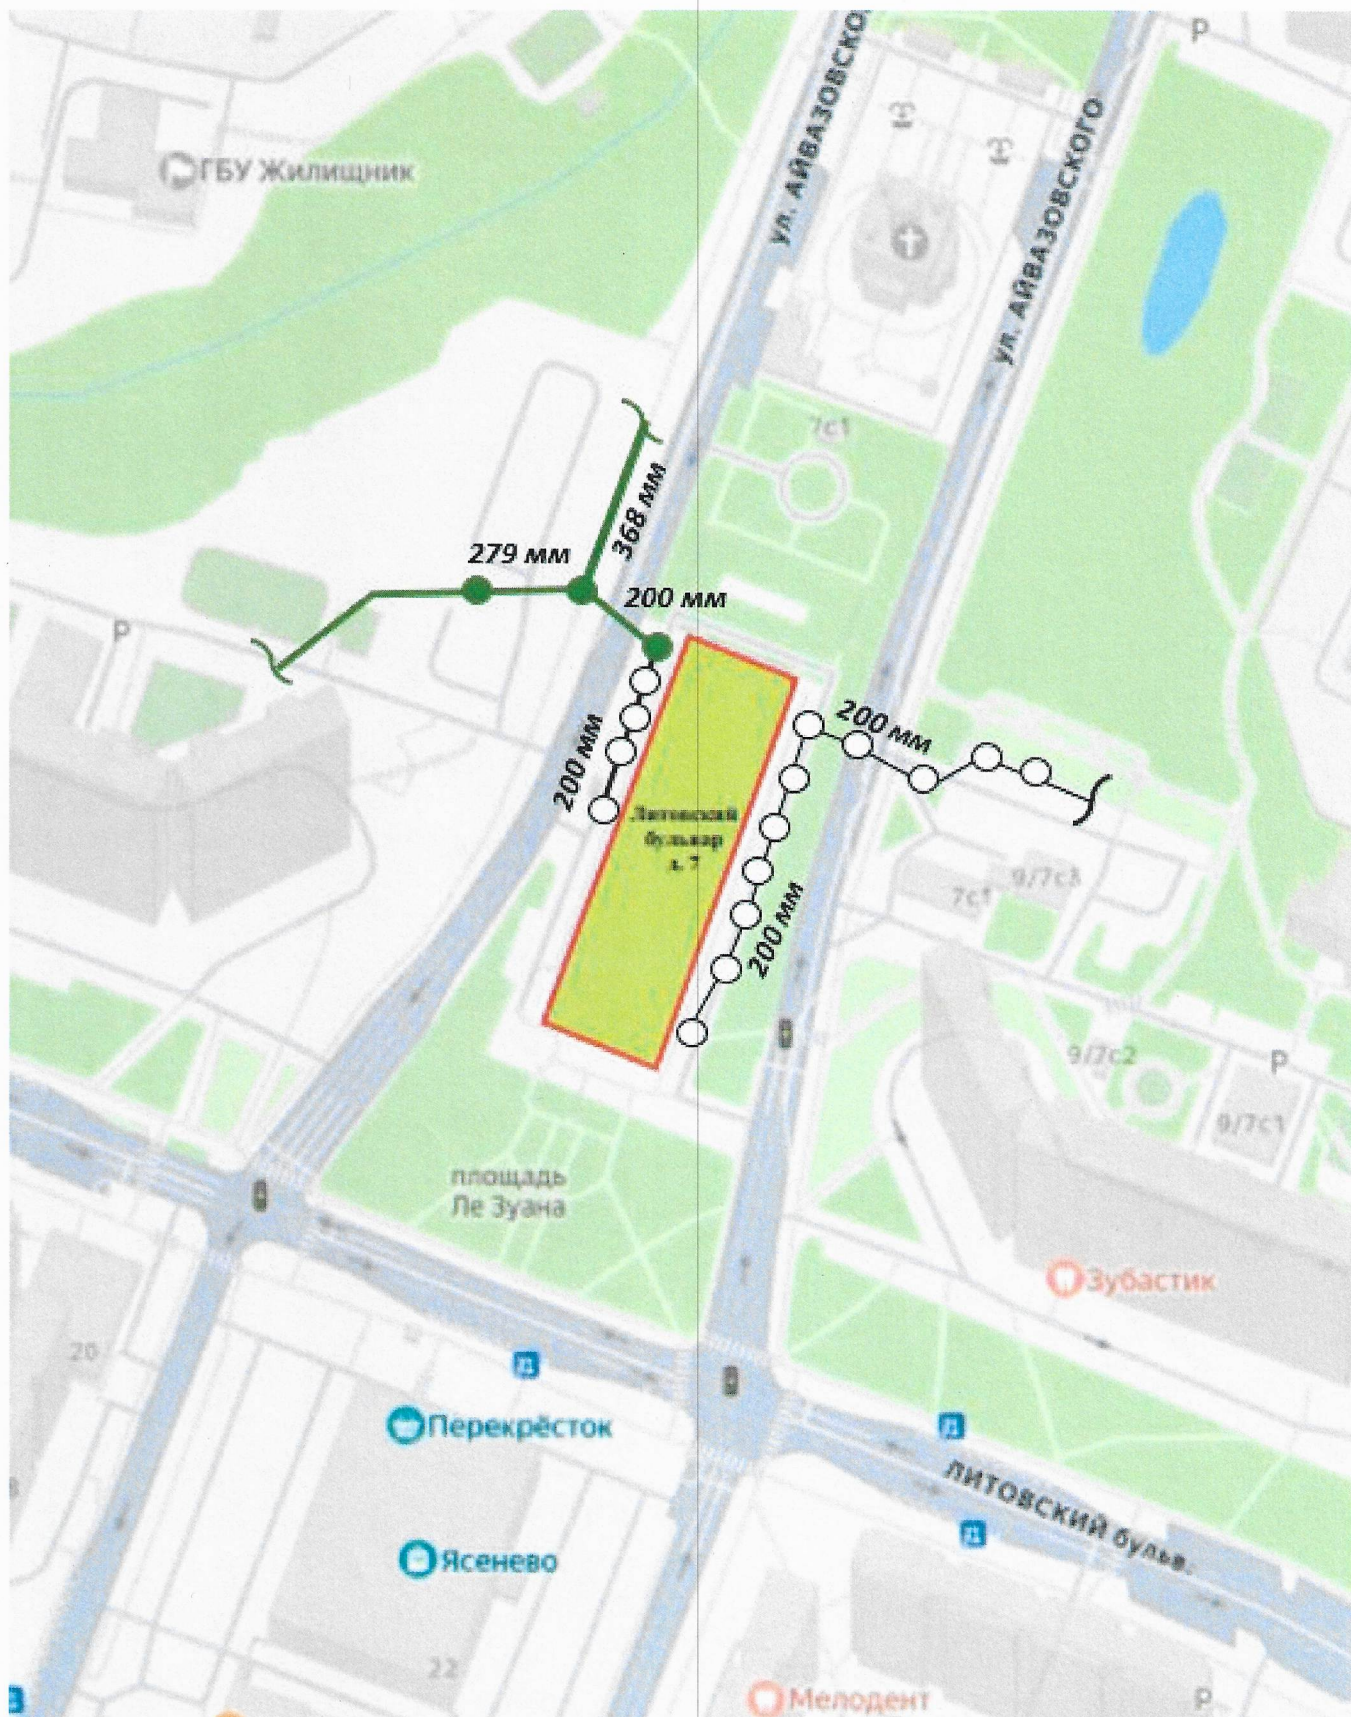 P
ул. АЙВАЗОВСКО
ул. АЙВАЗОВСКОГО
ГБУ Жилищник
7с1
368 мм
279 мм
200 мм
P
200 мм
200 мм
Литовский
бульвар
д. 7
200 мм
7с1
9/7с3
9/7с2
P
9/7с1
площадь
Ле Зуана
Зубастик
20
Перекрёсток
ЛИТОВСКИЙ бульв.
Ясенево
22
Мелодент
P